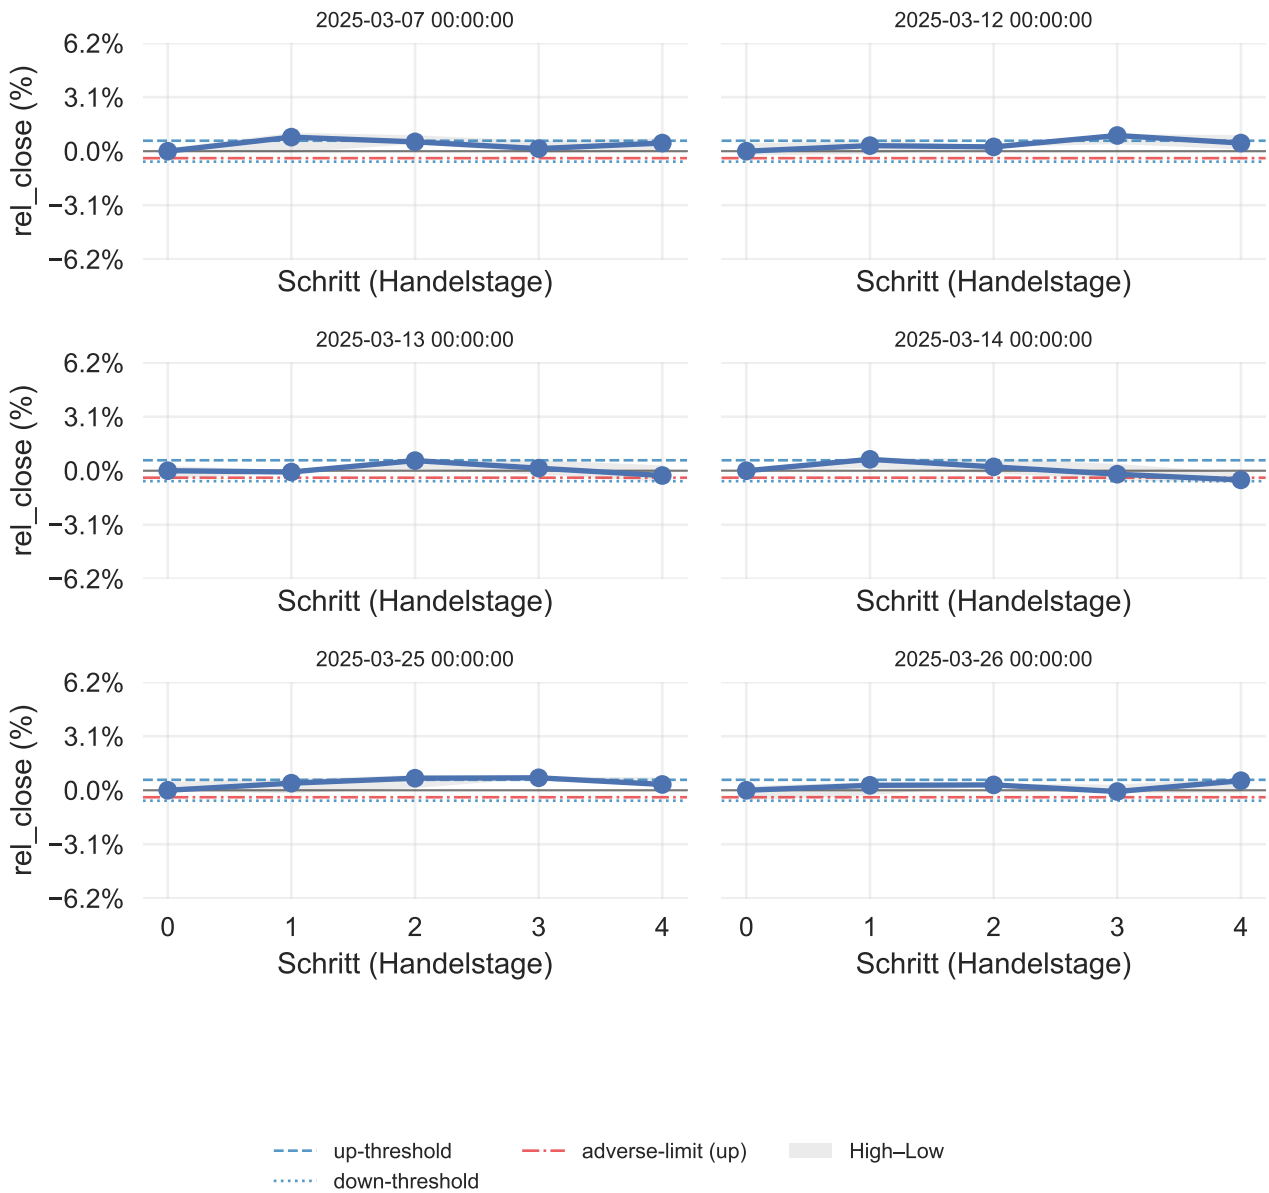 2025-03-07 00:00:00
2025-03-12 00:00:00
6.2%
3.1%
0.0%
−3.1%
−6.2%
rel_close (%)
Schritt (Handelstage)
Schritt (Handelstage)
2025-03-13 00:00:00
2025-03-14 00:00:00
6.2%
3.1%
0.0%
−3.1%
−6.2%
rel_close (%)
Schritt (Handelstage)
Schritt (Handelstage)
2025-03-25 00:00:00
2025-03-26 00:00:00
6.2%
3.1%
0.0%
−3.1%
−6.2%
rel_close (%)
0 1 2 3 4
0 1 2 3 4
Schritt (Handelstage)
Schritt (Handelstage)
up-threshold
down-threshold
adverse-limit (up)
High–Low